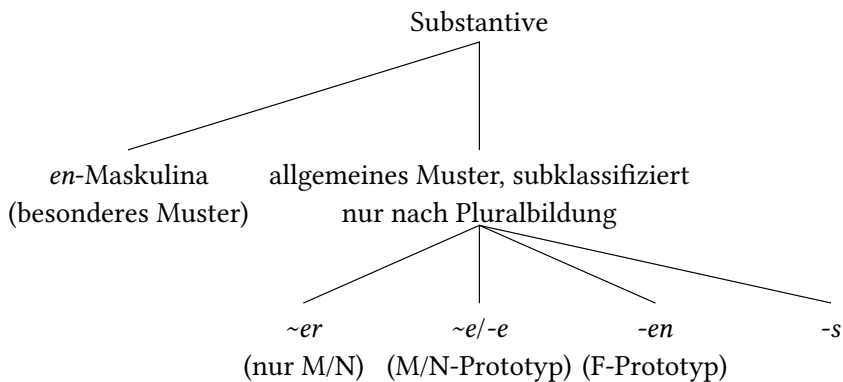 Substantive
en-Maskulina
(besonderes Muster)
allgemeines Muster, subklassifiziert
nur nach Pluralbildung
~er
(nur M/N)
~e/-e
(M/N-Prototyp)
-en
(F-Prototyp)
-s